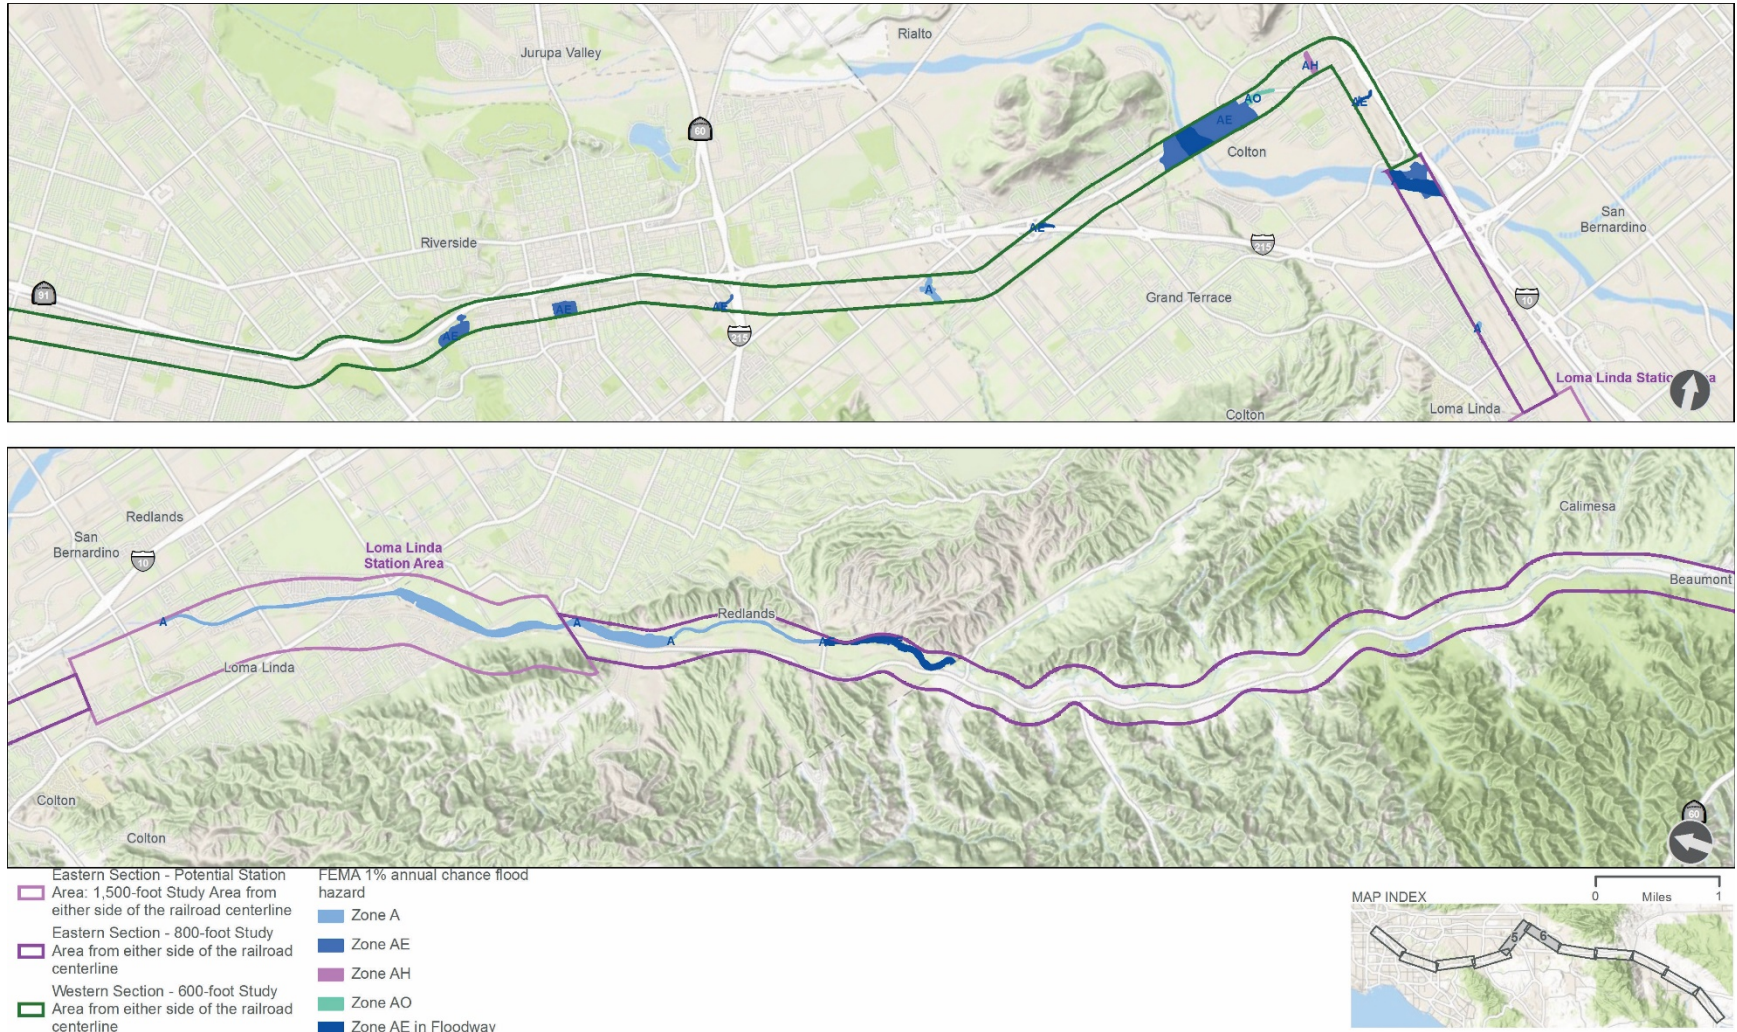 Rialto
Jurupa Valley
AH
60
AO
AE
AE
Colton
San
Bernardino
AE
Riverside
215
A
Grand Terrace
91
10
AE
AE
215
AE
A
Loma Linda
Colton
Loma Linda
Redlands
San
Bernardino
10
Loma Linda
Station Area
Calimesa
Beaumont
Redlands
A
A
A
AE
Loma Linda
Colton
Colton
60
Eastern Section - Potential Station
Area: 1,500-foot Study Area from
either side of the railroad centerline
Eastern Section - 800-foot Study
Area from either side of the railroad
centerline
Western Section - 600-foot Study
Area from either side of the railroad
centerline
FEMA 1% annual chance flood
hazard
Zone A
Zone AE
Zone AH
Zone AO
Zone AE in Floodway
0 Miles 1
MAP INDEX
5
6